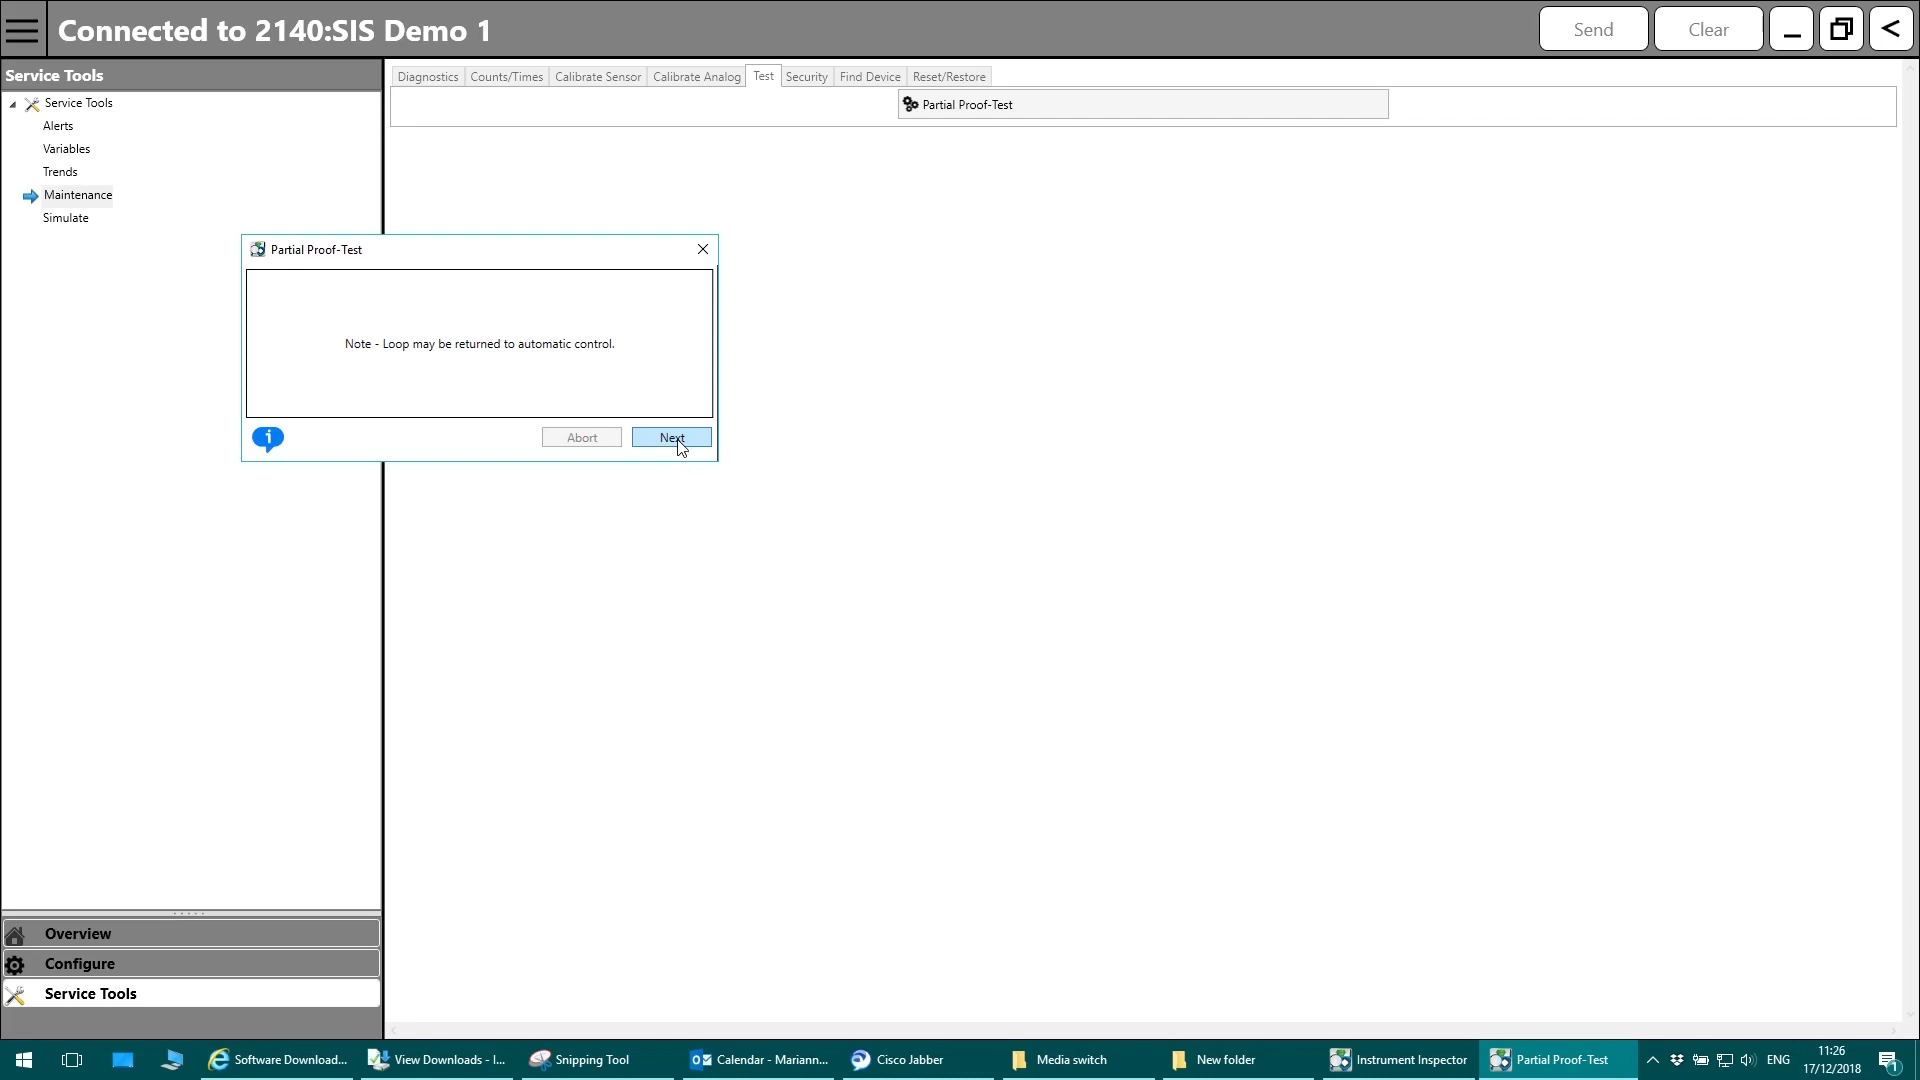 Connected to 2140:SIS Demo 1
Send
Clear
Service Tools
Service Tools
Alerts
Variables
Trends
Maintenance
Simulate
Diagnostics
Counts/Times
Calibrate Sensor
Calibrate Analog
Test
Security
Find Device
Reset/Restore
Partial Proof-Test
Partial Proof-Test
Note - Loop may be returned to automatic control.
Abort
Next
Overview
Configure
Service Tools
Software Download...
View Downloads - I...
Snipping Tool
Calendar - Mariann...
Cisco Jabber
Media switch
New folder
Instrument Inspector
Partial Proof-Test
ENG
11:26
17/12/2018
1